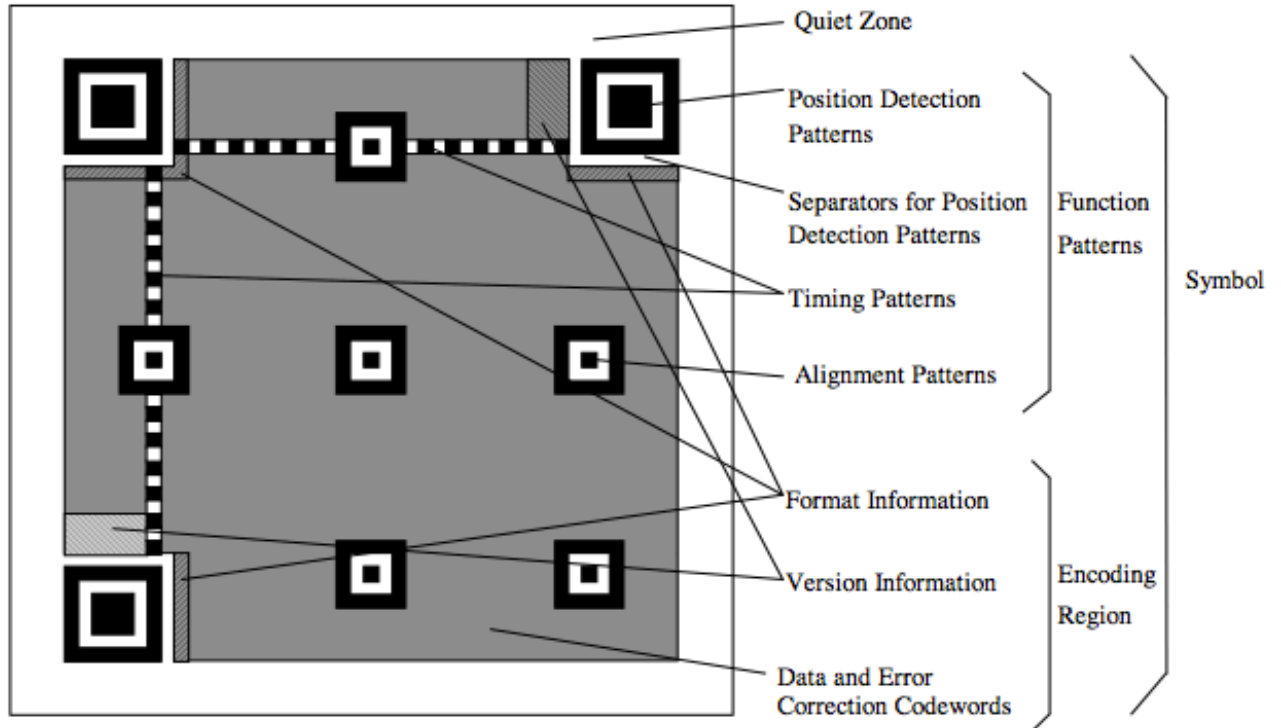 Quiet Zone
Position Detection
Patterns
Separators for Position
Detection Patterns
Timing Patterns
Alignment Patterns
Format Information
Version Information
Data and Error
Correction Codewords
Function
Patterns
Encoding
Region
Symbol